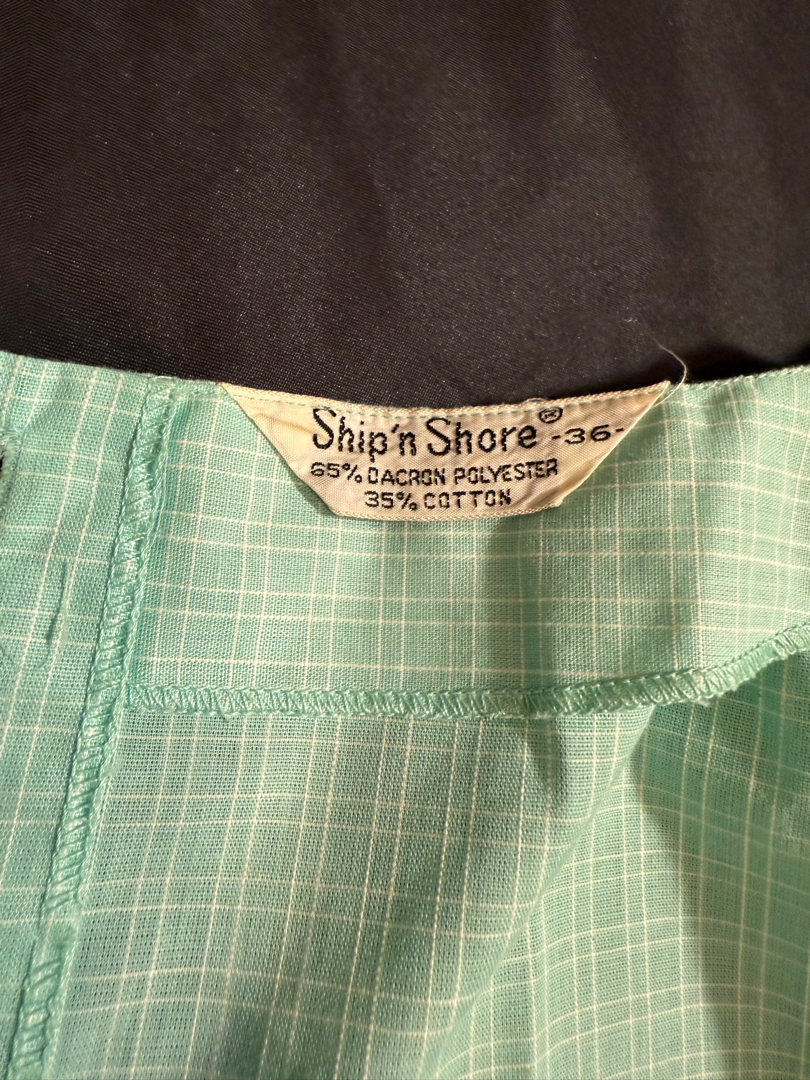 Ship'n Shore® -36-
65% DACRON POLYESTER
35% COTTON